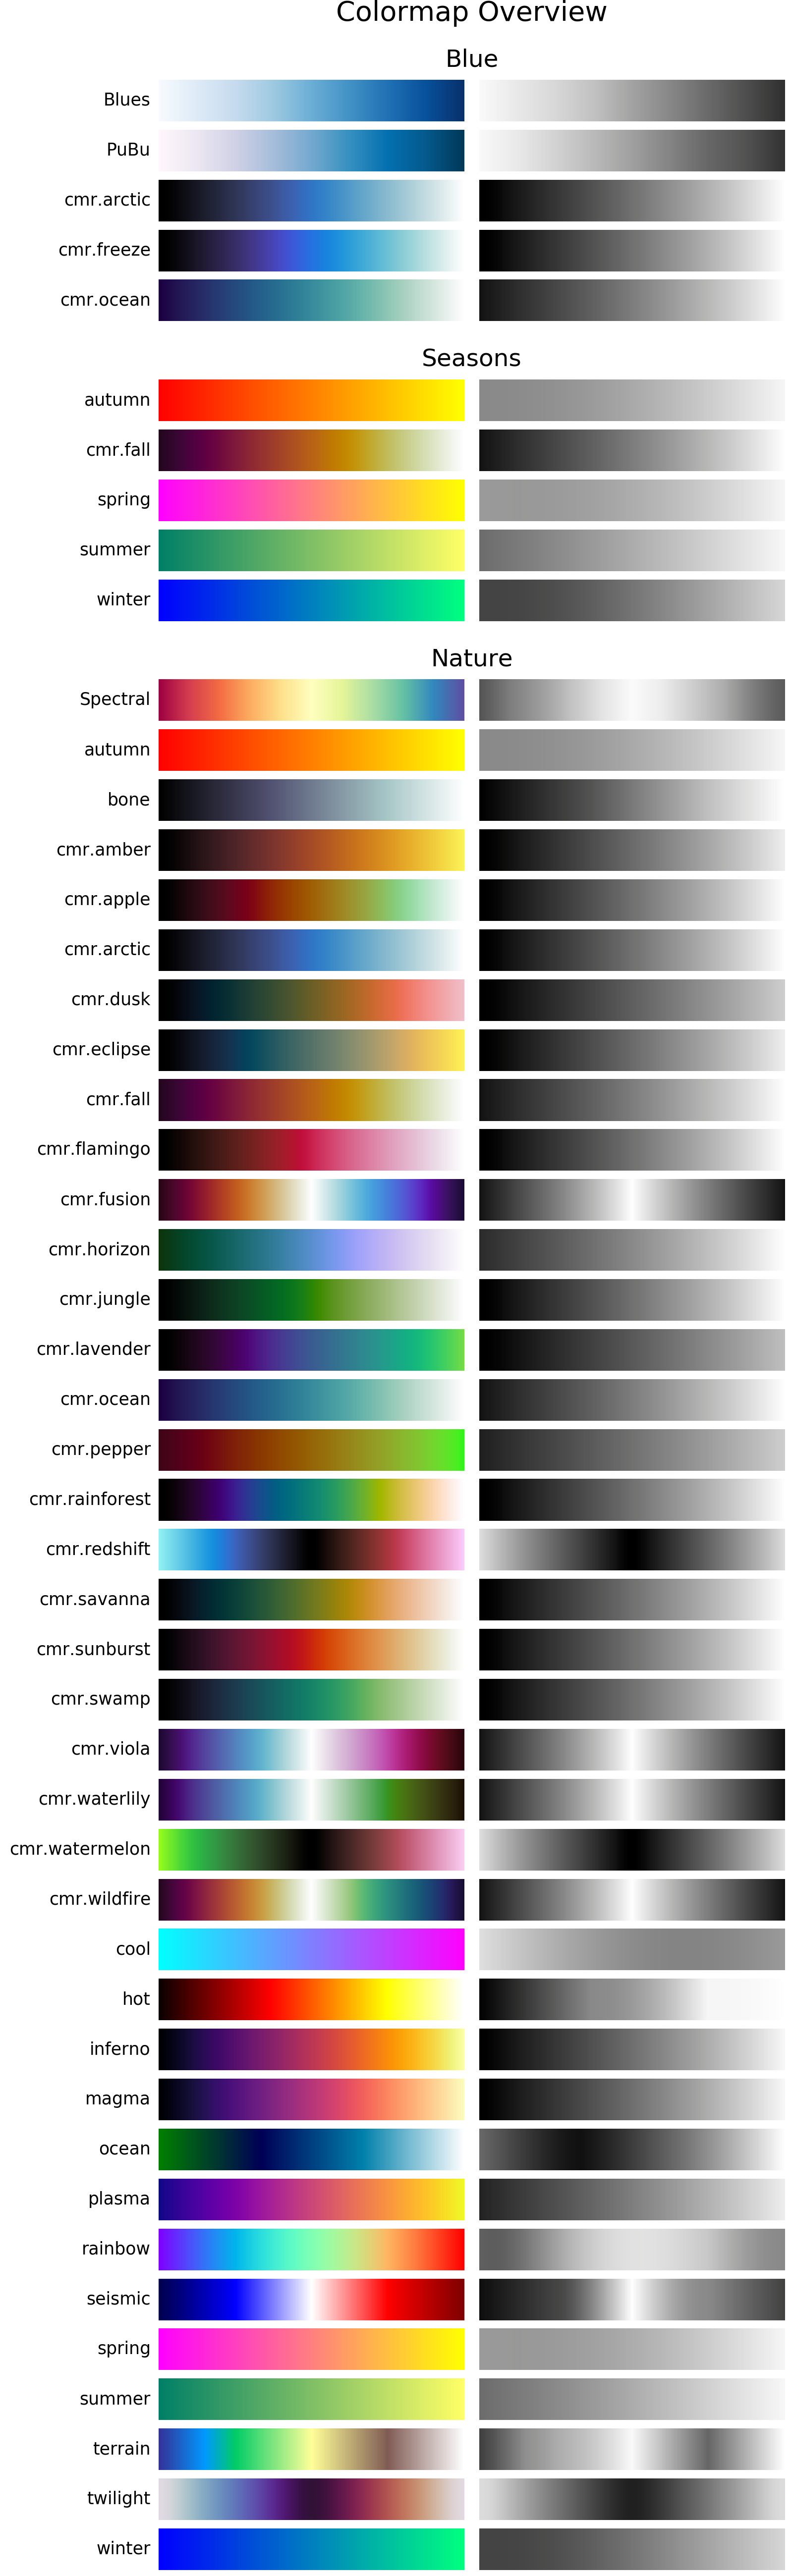 Colormap Overview
Blue
Blues
PuBu
cmr.arctic
cmr.freeze
cmr.ocean
Seasons
autumn
cmr.fall
spring
summer
winter
Nature
Spectral
autumn
bone
cmr.amber
cmr.apple
cmr.arctic
cmr.dusk
cmr.eclipse
cmr.fall
cmr.flamingo
cmr.fusion
cmr.horizon
cmr.jungle
cmr.lavender
cmr.ocean
cmr.pepper
cmr.rainforest
cmr.redshift
cmr.savanna
cmr.sunburst
cmr.swamp
cmr.viola
cmr.waterlily
cmr.watermelon
cmr.wildfire
cool
hot
inferno
magma
ocean
plasma
rainbow
seismic
spring
summer
terrain
twilight
winter